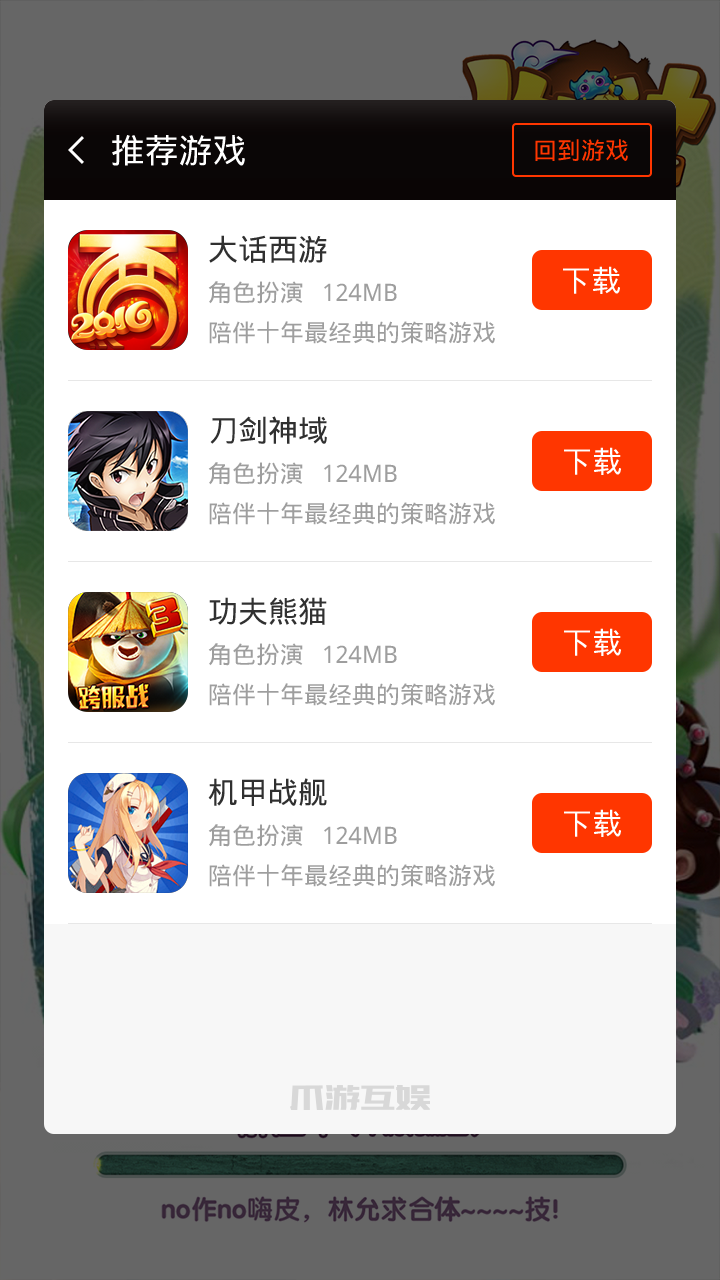 推荐游戏
回到游戏
大话西游
角色扮演 124MB
陪伴十年最经典的策略游戏
下载
2016
刀剑神域
角色扮演 124MB
陪伴十年最经典的策略游戏
下载
3
跨服战
功夫熊猫
角色扮演 124MB
陪伴十年最经典的策略游戏
下载
机甲战舰
角色扮演 124MB
陪伴十年最经典的策略游戏
下载
爪游互娱
no作no嗨皮，林允求合体~~~~技!